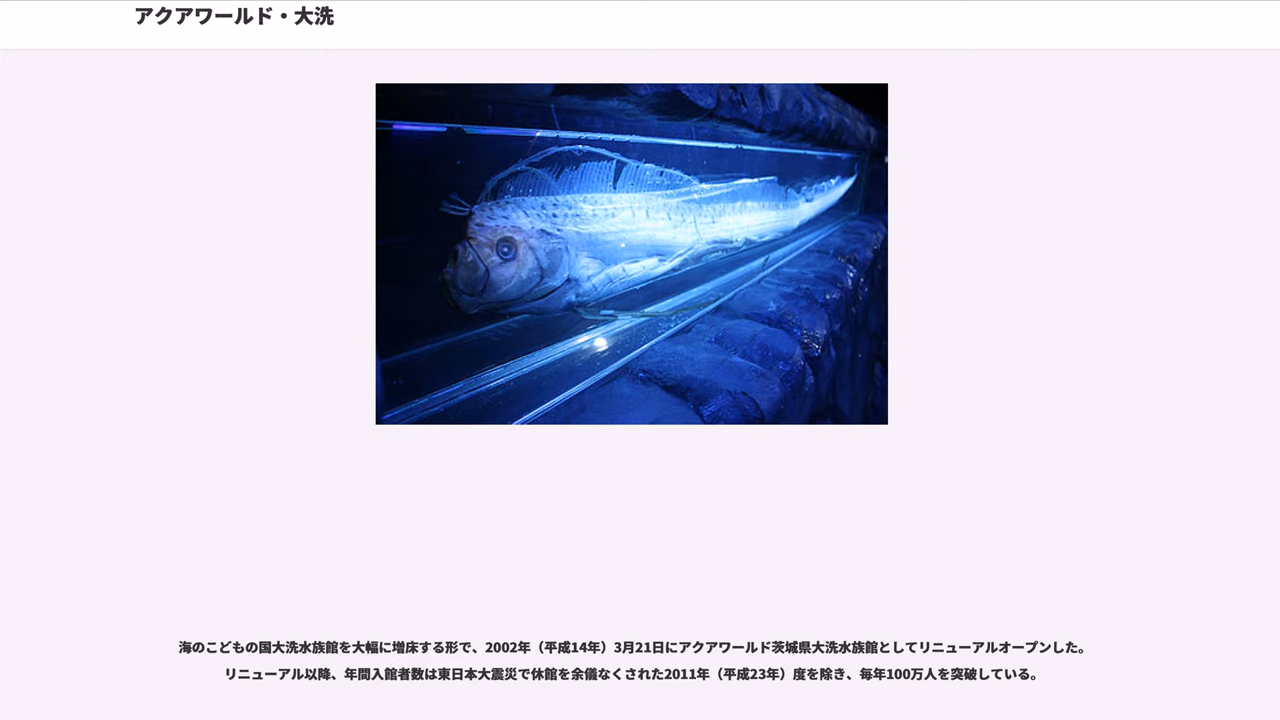 アクアワールド・大洗
海のこどもの国大洗水族館を大幅に増床する形で、2002年（平成14年）3月21日にアクアワールド茨城県大洗水族館としてリニューアルオープンした。
リニューアル以降、年間入館者数は東日本大震災で休館を余儀なくされた2011年（平成23年）度を除き、毎年100万人を突破している。